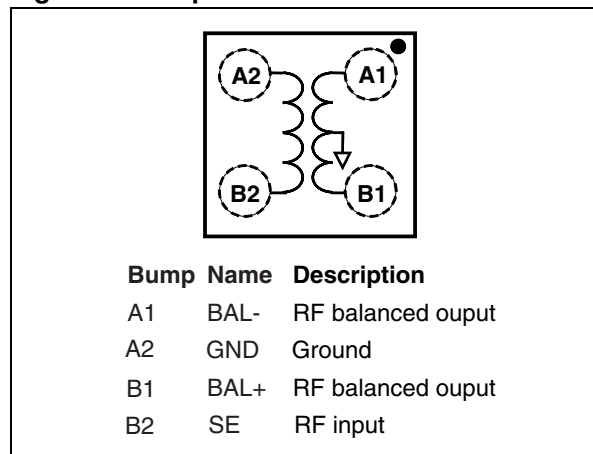 A2 A1
B2 B1
Bump Name Description
A1 BAL- RF balanced ouput
A2 GND Ground
B1 BAL+ RF balanced ouput
B2 SE RF input